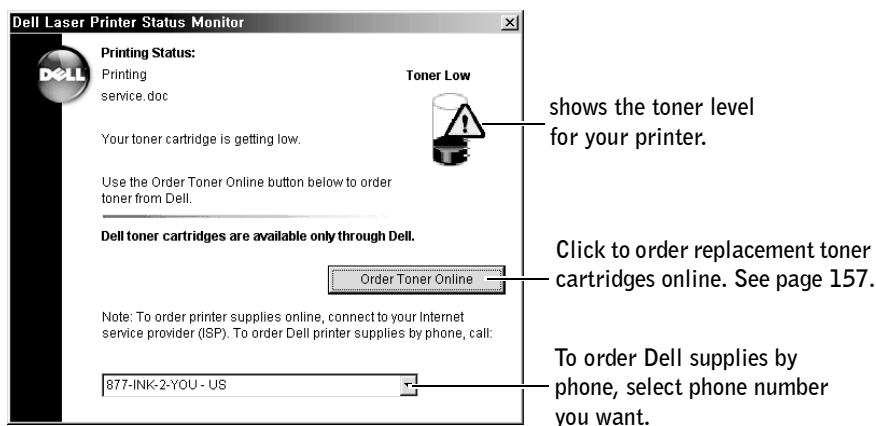 Dell Laser Printer Status Monitor
DELL
Printing Status:
Printing
service.doc
Toner Low
Your toner cartridge is getting low.
Use the Order Toner Online button below to order
toner from Dell.
Dell toner cartridges are available only through Dell.
Order Toner Online
Note: To order printer supplies online, connect to your Internet
service provider (ISP). To order Dell printer supplies by phone, call:
877-INK-2-YOU - US
shows the toner level
for your printer.
Click to order replacement toner
cartridges online. See page 157.
To order Dell supplies by
phone, select phone number
you want.